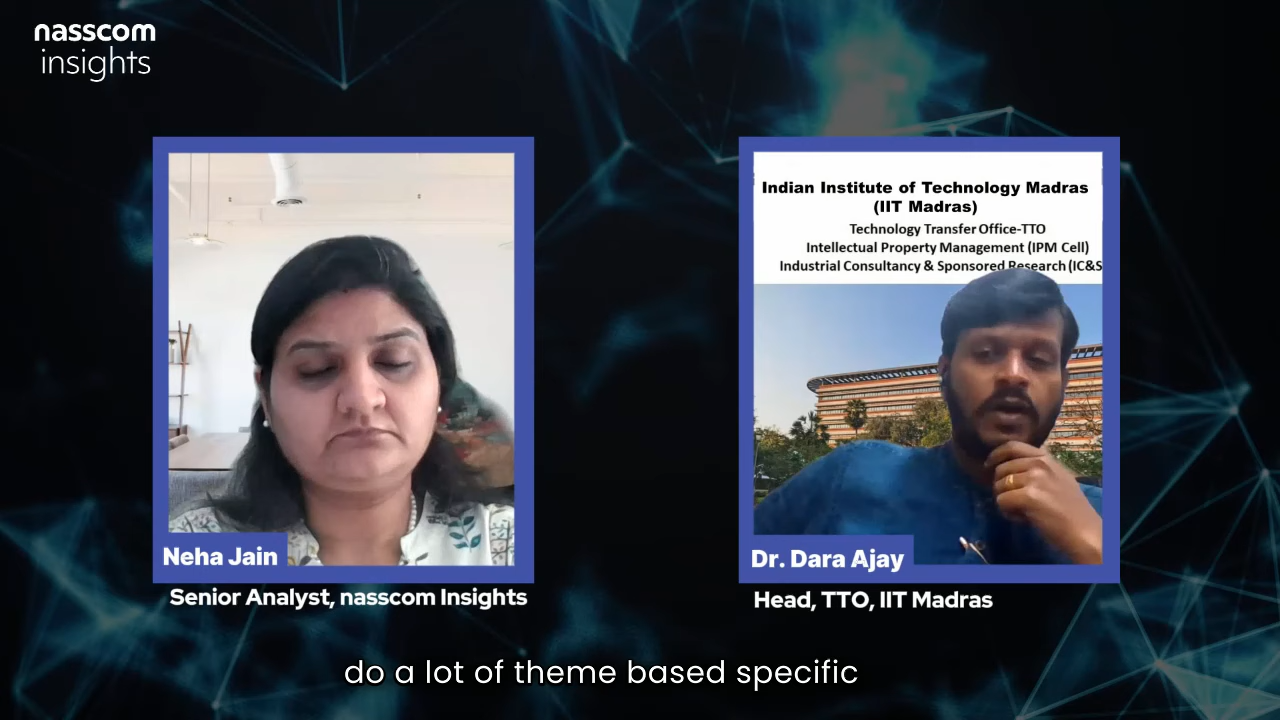 nasscom
insights
Indian Institute of Technology Madras
(IIT Madras)
Technology Transfer Office-TTO
Intellectual Property Management (IPM Cell)
Industrial Consultancy & Sponsored Research (IC&S
Neha Jain
Senior Analyst, nasscom Insights
Dr. Dara Ajay
Head, TTO, IIT Madras
do a lot of theme based specific